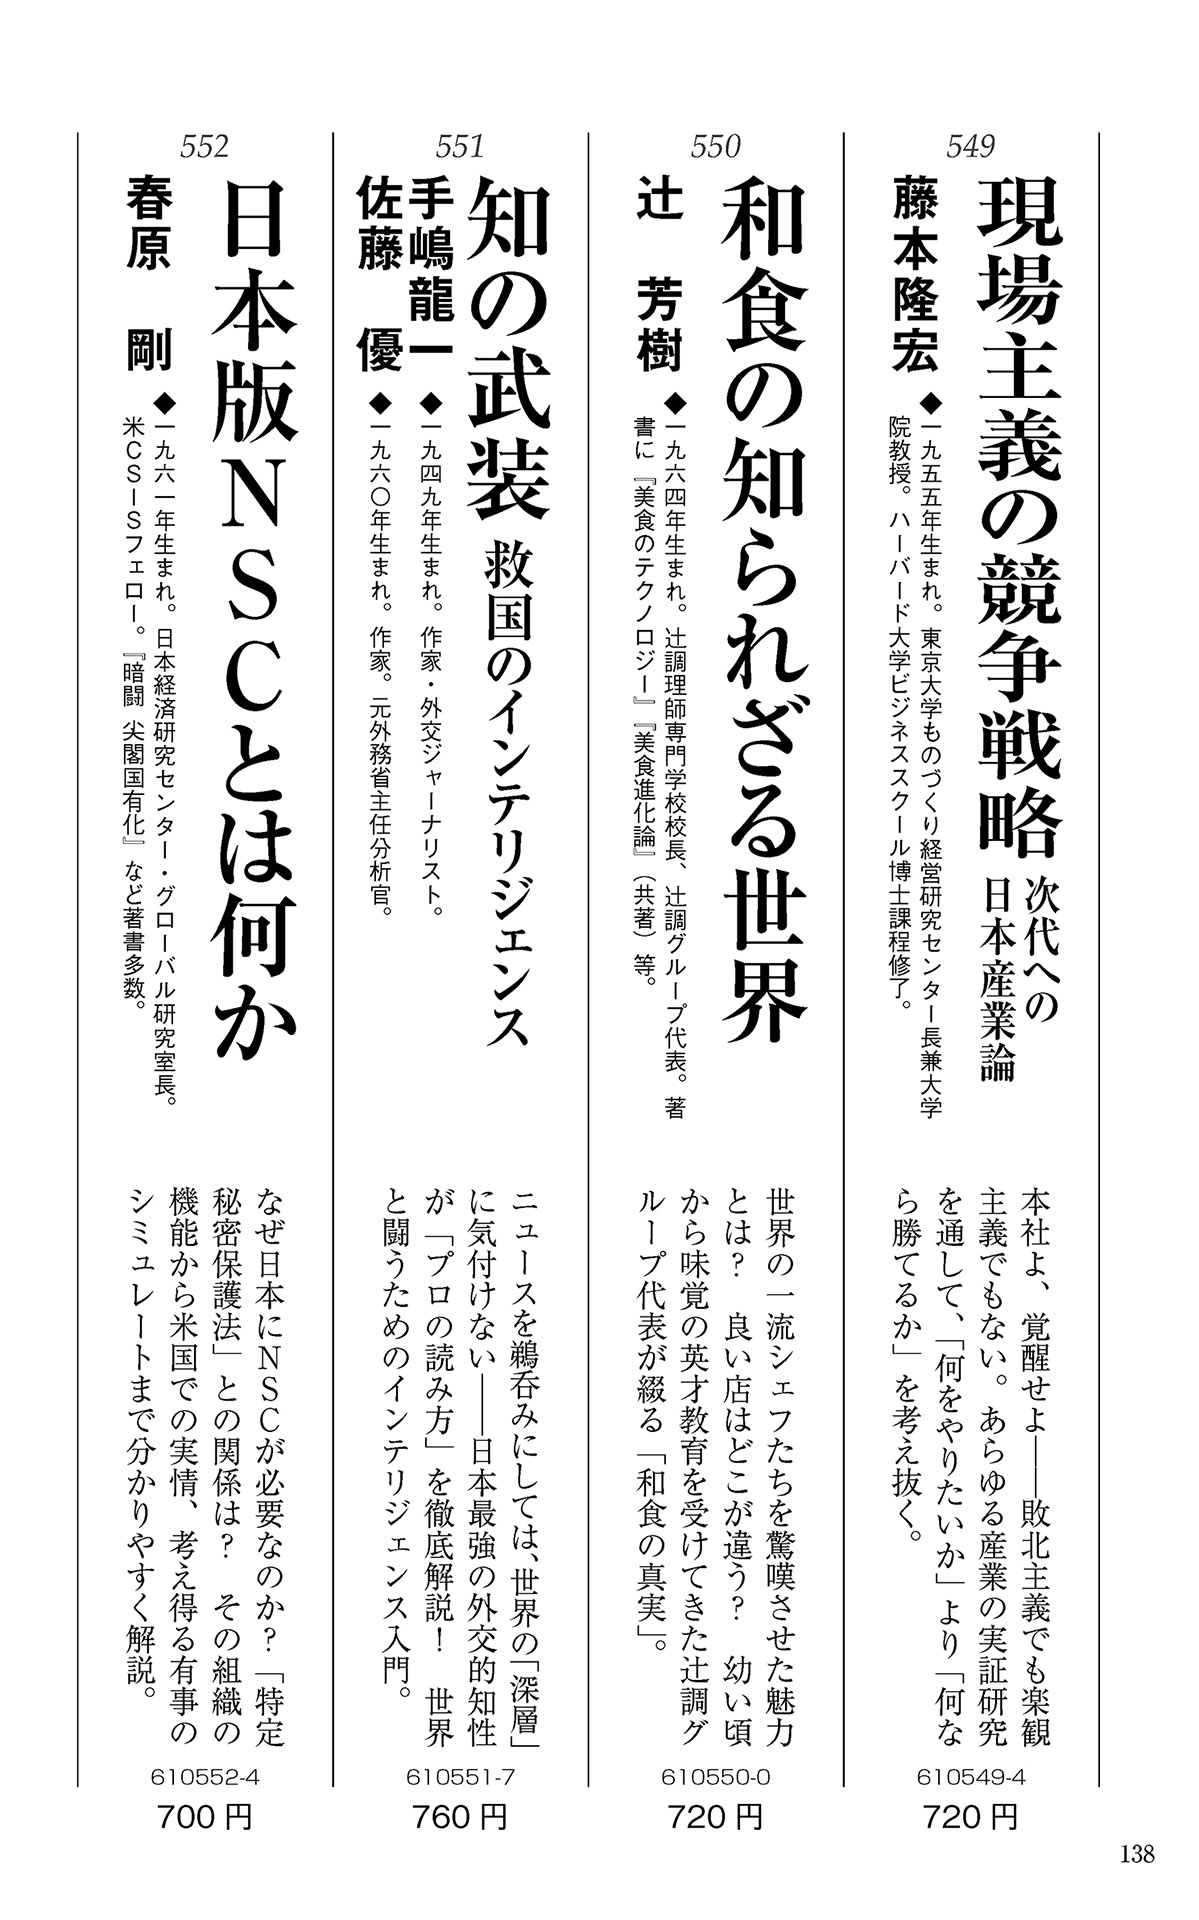 549
現場主義の競争戦略
次代への
日本産業論
藤本隆宏
◆一九五五年生まれ。東京大学ものづくり経営研究センター長兼大学
院教授。ハーバード大学ビジネススクール博士課程修了。
本社よ、覚醒せよ――敗北主義でも楽観
主義でもない。あらゆる産業の実証研究
を通して、「何をやりたいか」より「何な
ら勝てるか」を考え抜く。
610549-4
720円
550
和食の知られざる世界
辻 芳樹
◆一九六四年生まれ。辻調理師専門学校校長、辻調グループ代表。著
書に『美食のテクノロジー』『美食進化論』（共著）等。
世界の一流シェフたちを驚嘆させた魅力
とは？ 良い店はどこが違う？ 幼い頃
から味覚の英才教育を受けてきた辻調グ
ループ代表が綴る「和食の真実」。
610550-0
720円
551
知の武装 救国のインテリジェンス
手嶋龍一
◆一九四九年生まれ。作家・外交ジャーナリスト。
佐藤 優
◆一九六〇年生まれ。作家。元外務省主任分析官。
ニュースを鵜呑みにしては、世界の「深層」
に気付けない――日本最強の外交的知性
が「プロの読み方」を徹底解説！ 世界
と闘うためのインテリジェンス入門。
610551-7
760円
552
日本版NSCとは何か
春原 剛
◆一九六一年生まれ。日本経済研究センター・グローバル研究室長。
米CSISフェロー。『暗闘 尖閣国有化』など著書多数。
なぜ日本にNSCが必要なのか？「特定
秘密保護法」との関係は？ その組織の
機能から米国での実情、考え得る有事の
シミュレートまで分かりやすく解説。
610552-4
700円
138